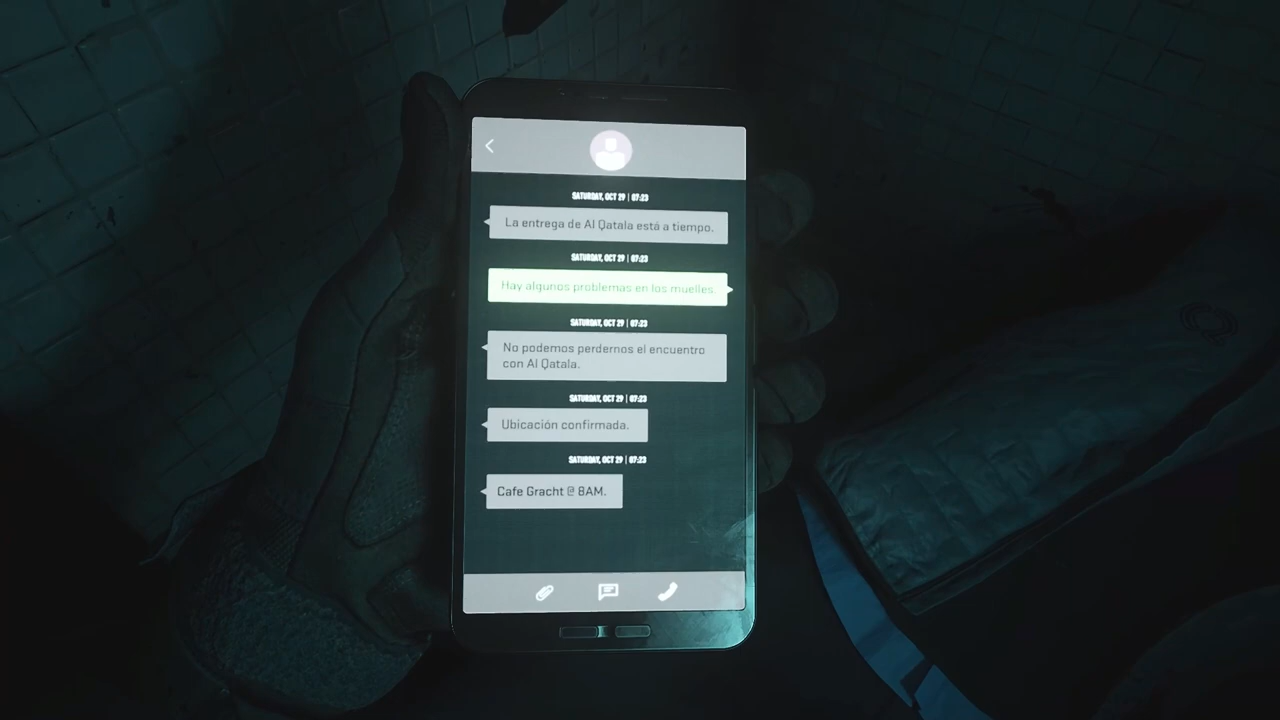 SATURDAY, OCT 29 | 07:23
La entrega de Al Qatala está a tiempo.
SATURDAY, OCT 29 | 07:23
Hay algunos problemas en los muelles.
SATURDAY, OCT 29 | 07:23
No podemos perdernos el encuentro
con Al Qatala.
SATURDAY, OCT 29 | 07:23
Ubicación confirmada.
SATURDAY, OCT 29 | 07:23
Cafe Gracht @ 8AM.